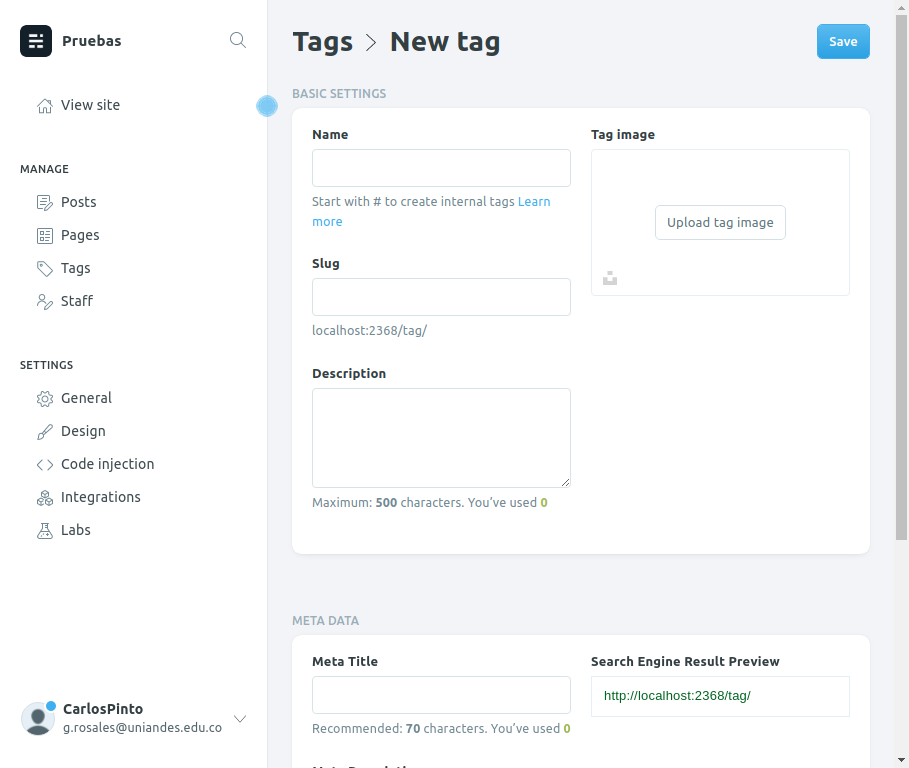 Pruebas
View site
MANAGE
Posts
Pages
Tags
Staff
SETTINGS
General
Design
Code injection
Integrations
Labs
CarlosPinto
g.rosales@uniandes.edu.co
Tags > New tag
Save
BASIC SETTINGS
Name
Start with # to create internal tags Learn
more
Slug
localhost:2368/tag/
Description
Maximum: 500 characters. You’ve used 0
Tag image
Upload tag image
META DATA
Meta Title
Recommended: 70 characters. You’ve used 0
Search Engine Result Preview
http://localhost:2368/tag/